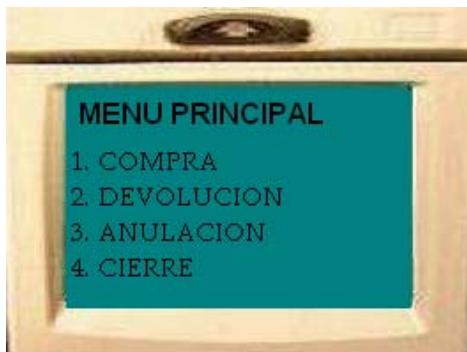 MENU PRINCIPAL
1. COMPRA
2. DEVOLUCION
3. ANULACION
4. CIERRE